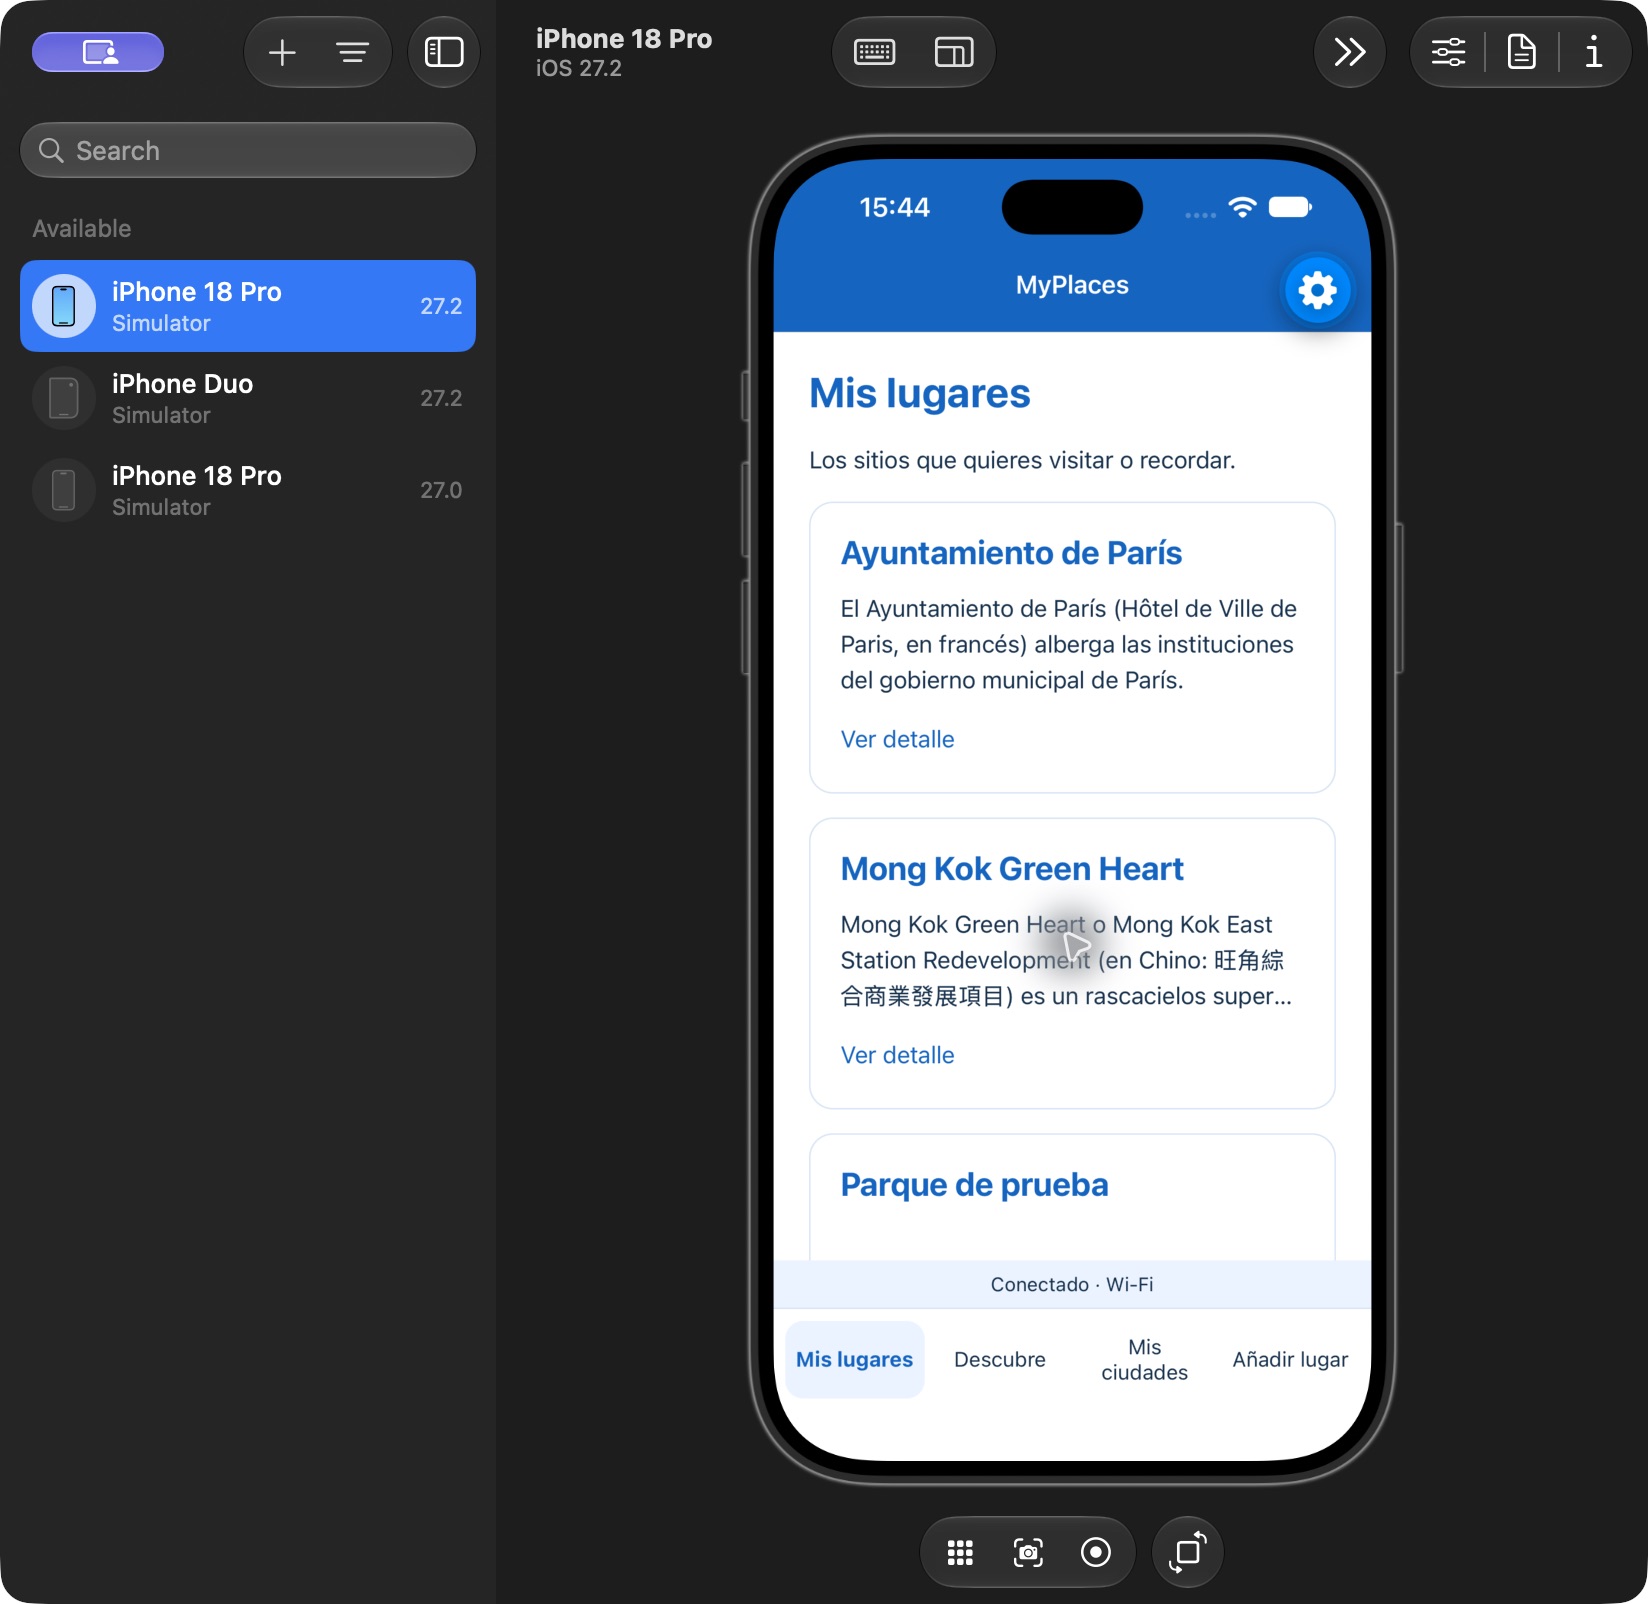 Search
Available
iPhone 18 Pro
Simulator
27.2
iPhone Duo
Simulator
27.2
iPhone 18 Pro
Simulator
27.0
iPhone 18 Pro
iOS 27.2
15:44
MyPlaces
Mis lugares
Los sitios que quieres visitar o recordar.
Ayuntamiento de París
El Ayuntamiento de París (Hôtel de Ville de
Paris, en francés) alberga las instituciones
del gobierno municipal de París.
Ver detalle
Mong Kok Green Heart
Mong Kok Green Heart o Mong Kok East
Station Redevelopment (en Chino: 旺角綜
合商業發展項目) es un rascacielos super...
Ver detalle
Parque de prueba
Conectado · Wi-Fi
Mis lugares
Descubre
Mis
ciudades
Añadir lugar